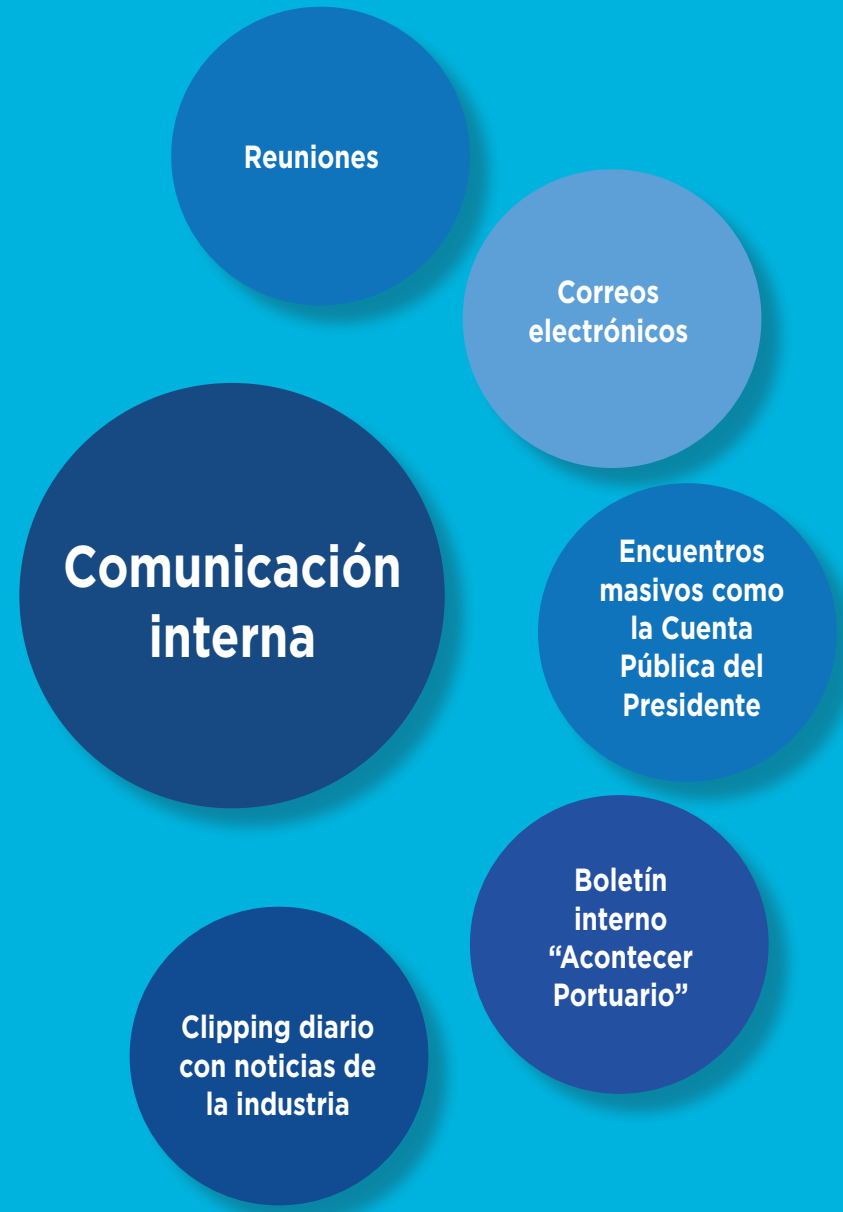 Reuniones
Correos
electrónicos
Comunicación
interna
Encuentros
masivos como
la Cuenta
Pública del
Presidente
Boletín
interno
“Acontecer
Portuario”
Clipping diario
con noticias de
la industria